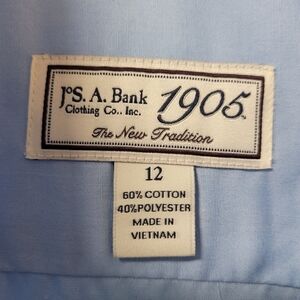 JoS. A. Bank 1905
Clothing Co., Inc.
The New Tradition
12
60% COTTON
40% POLYESTER
MADE IN
VIETNAM